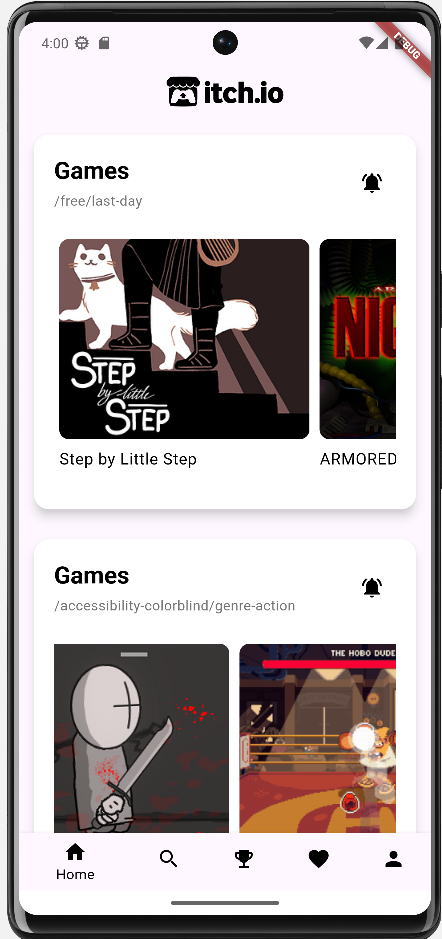 4:00
DEBUG
itch.io
Games
/free/last-day
STEP
by little
STEP
Step by Little Step
ARMORED
Games
/accessibility-colorblind/genre-action
THE HOBO DUDE
Home